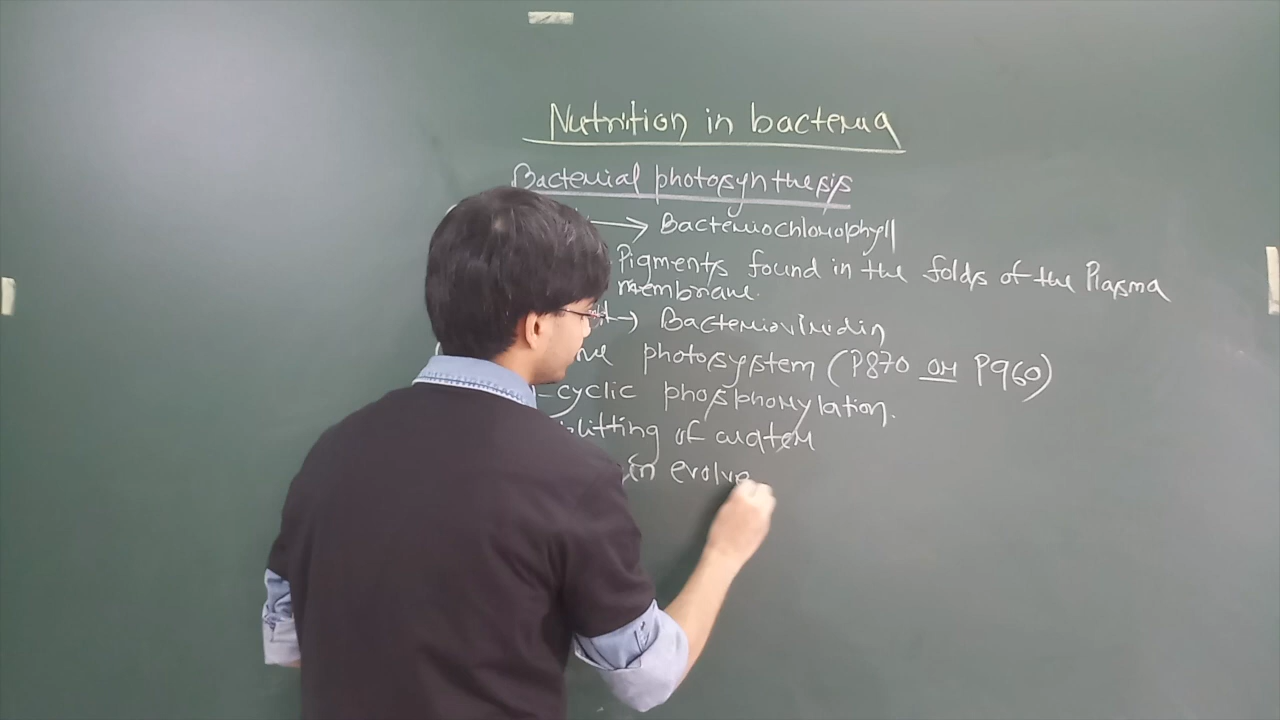 Nutrition in bacteria
Bacterial photosynthesis
→ Bacteriochlorophyll
Pigments found in the folds of the Plasma
membrane.
→ Bacterioviridin
photosystem (P870 or P960)
-cyclic phosphorylation.
of water
evolve